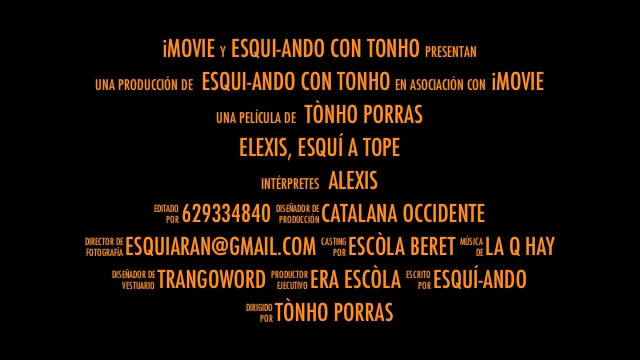 iMOVIE Y ESQUI-ANDO CON TONHO PRESENTAN
UNA PRODUCCIÓN DE ESQUI-ANDO CON TONHO EN ASOCIACIÓN CON iMOVIE
UNA PELÍCULA DE TÒNHO PORRAS
ELEXIS, ESQUÍ A TOPE
INTÉRPRETES ALEXIS
EDITADO POR 629334840 DISEÑADOR DE PRODUCCIÓN CATALANA OCCIDENTE
DIRECTOR DE FOTOGRAFÍA ESQUIARAN@GMAIL.COM CASTING POR ESCÒLA BERET MÚSICA DE LA Q HAY
DISEÑADOR DE VESTUARIO TRANGOWORD PRODUCTOR EJECUTIVO ERA ESCÒLA ESCRITO POR ESQUÍ-ANDO
DIRIGIDO POR TÒNHO PORRAS